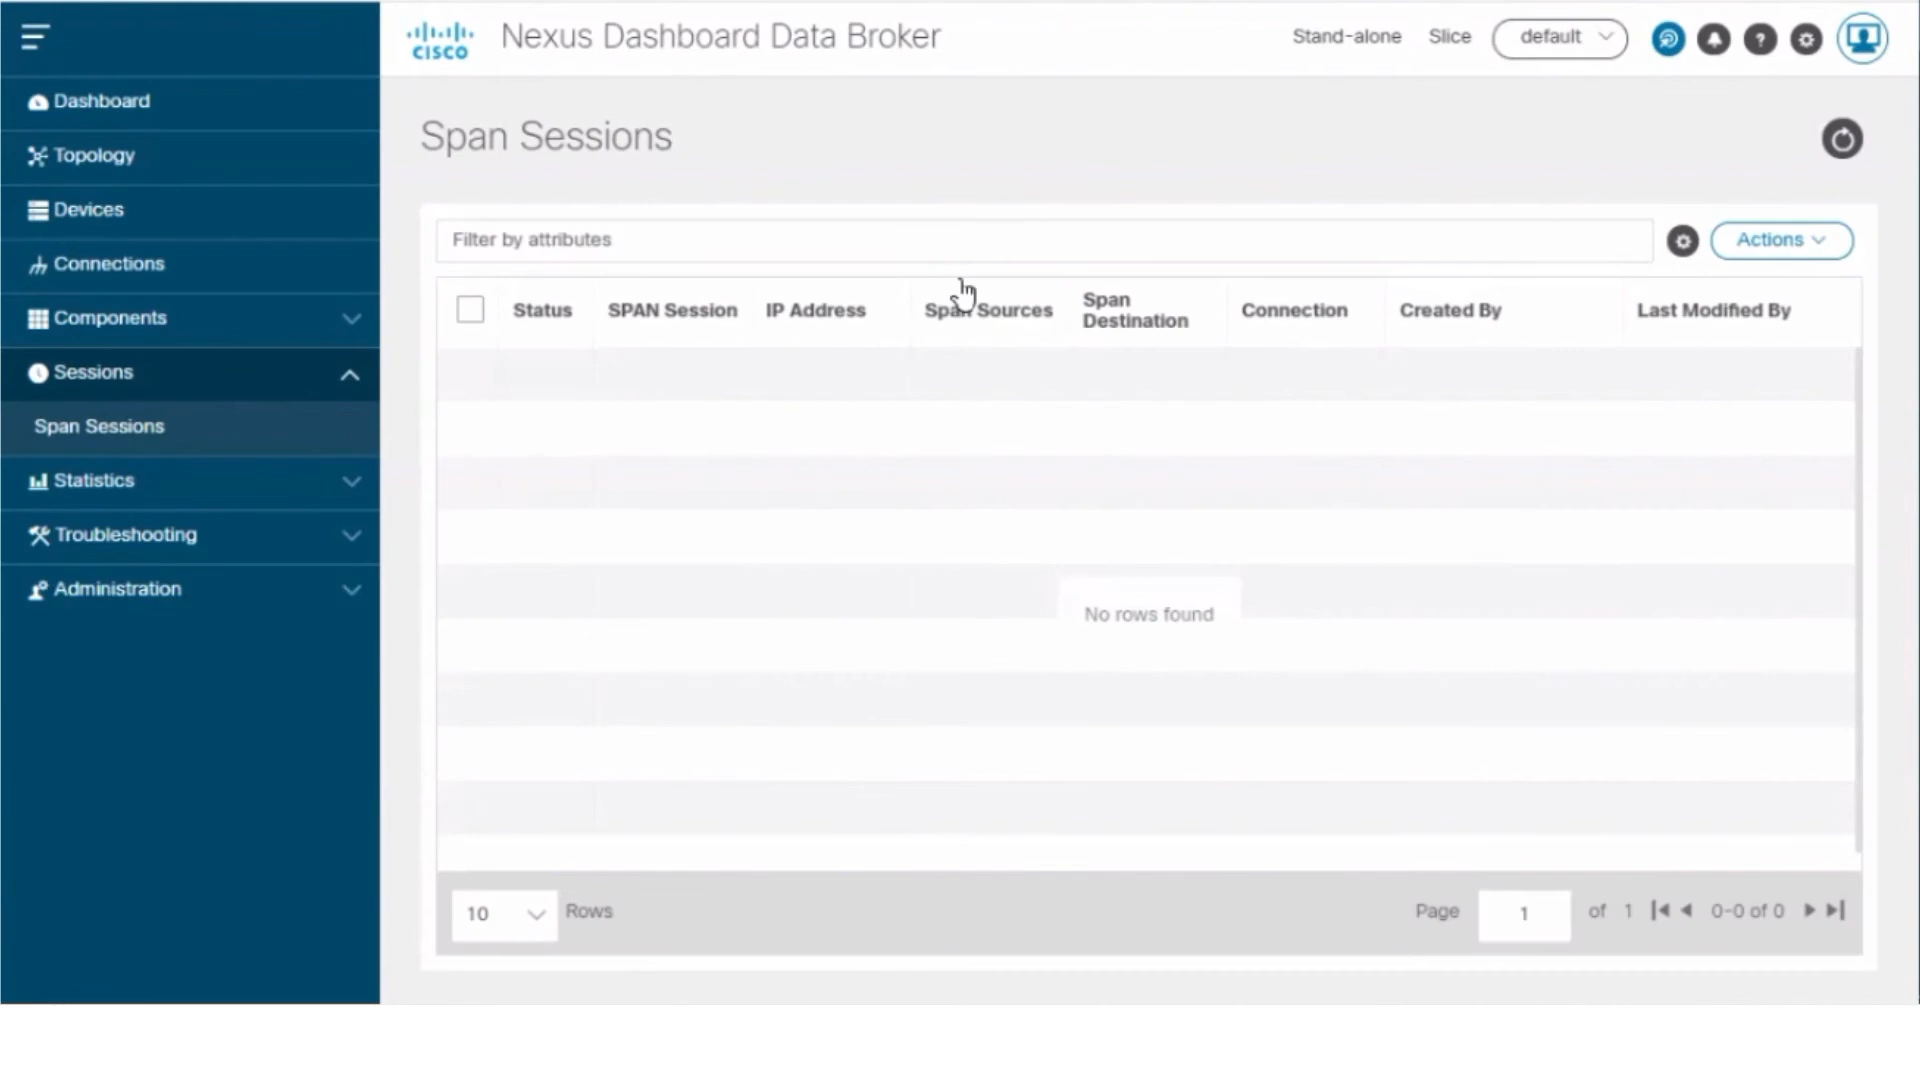 CISCO
Nexus Dashboard Data Broker
Stand-alone Slice default
Dashboard
Topology
Devices
Connections
Components
Sessions
Span Sessions
Statistics
Troubleshooting
Administration
Span Sessions
Filter by attributes
Actions
Status SPAN Session IP Address Span Sources Span Destination Connection Created By Last Modified By
No rows found
10 Rows
Page 1 of 1 0-0 of 0